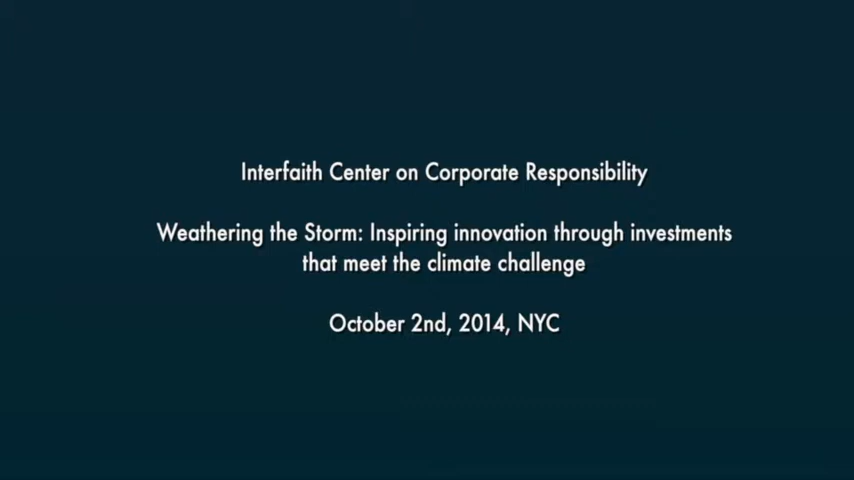 Interfaith Center on Corporate Responsibility
Weathering the Storm: Inspiring innovation through investments
that meet the climate challenge
October 2nd, 2014, NYC